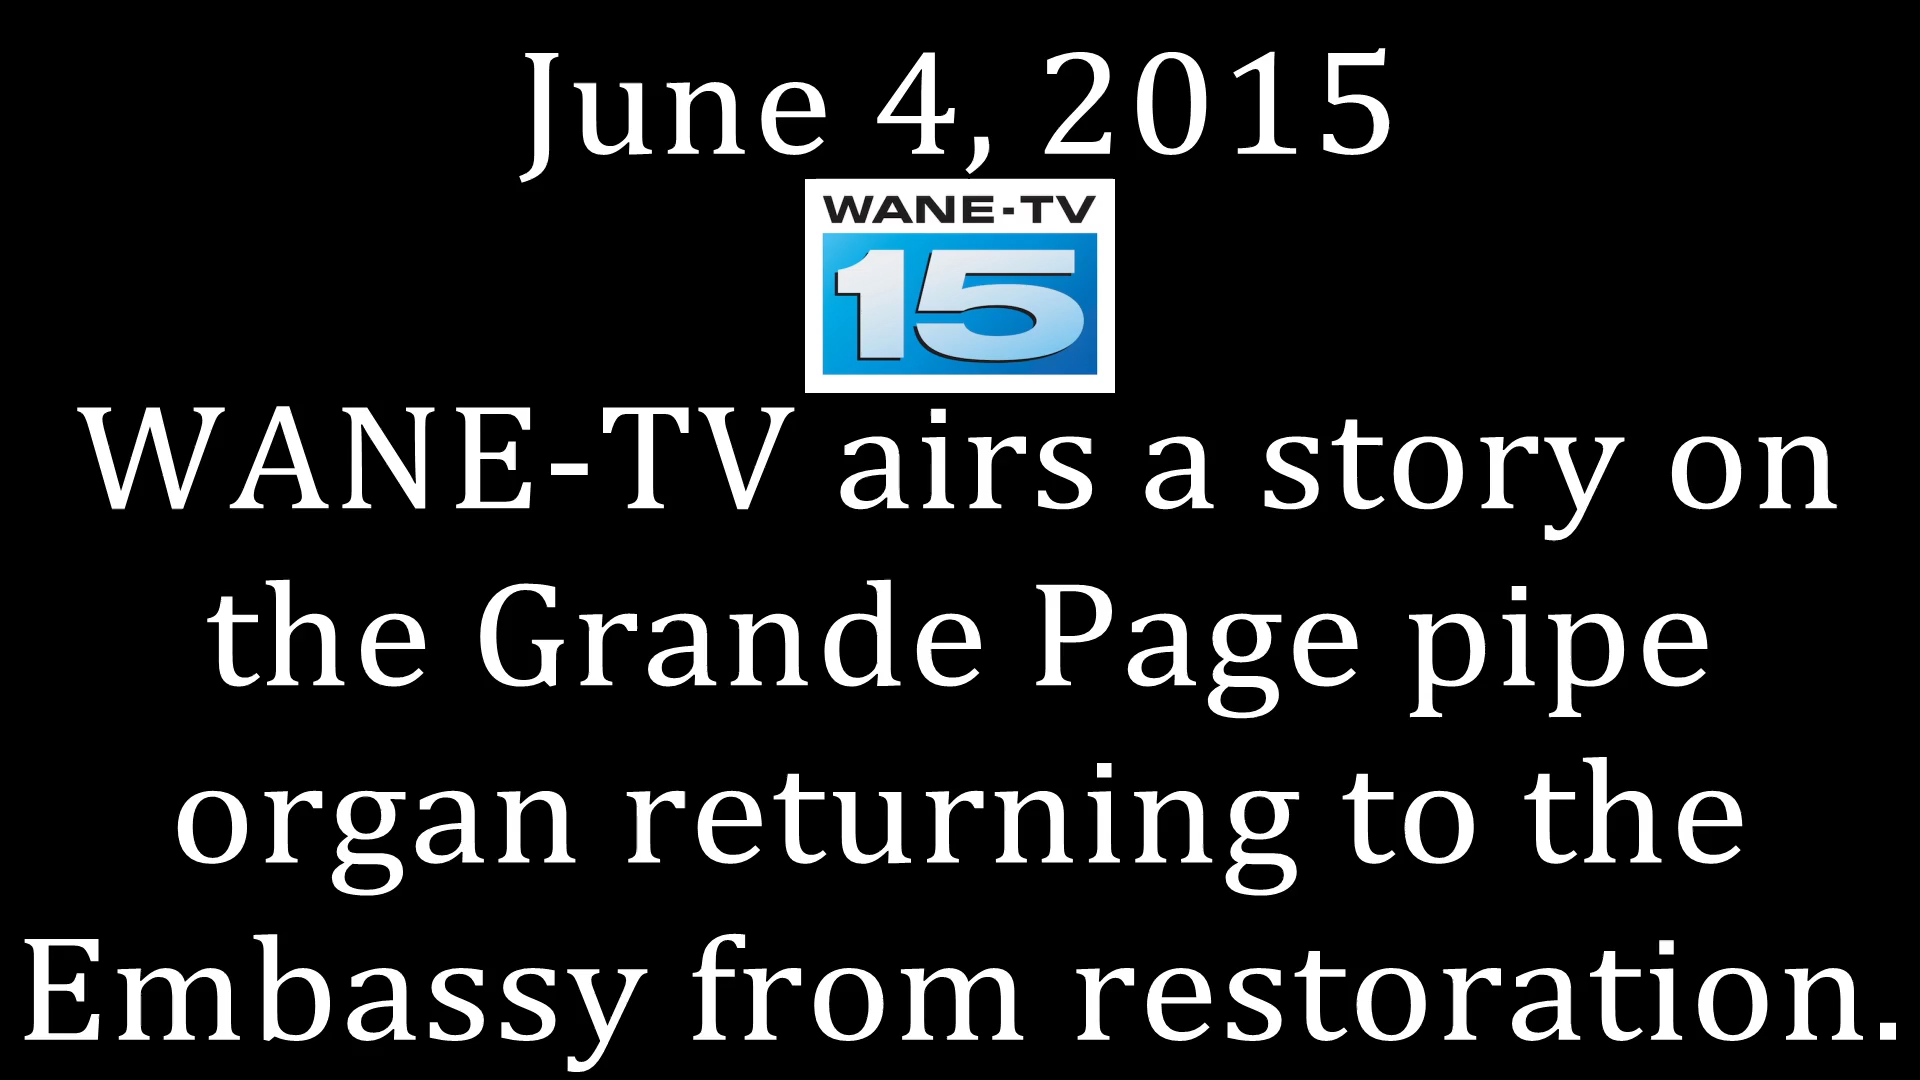 June 4, 2015
WANE-TV
15
WANE-TV airs a story on
the Grande Page pipe
organ returning to the
Embassy from restoration.